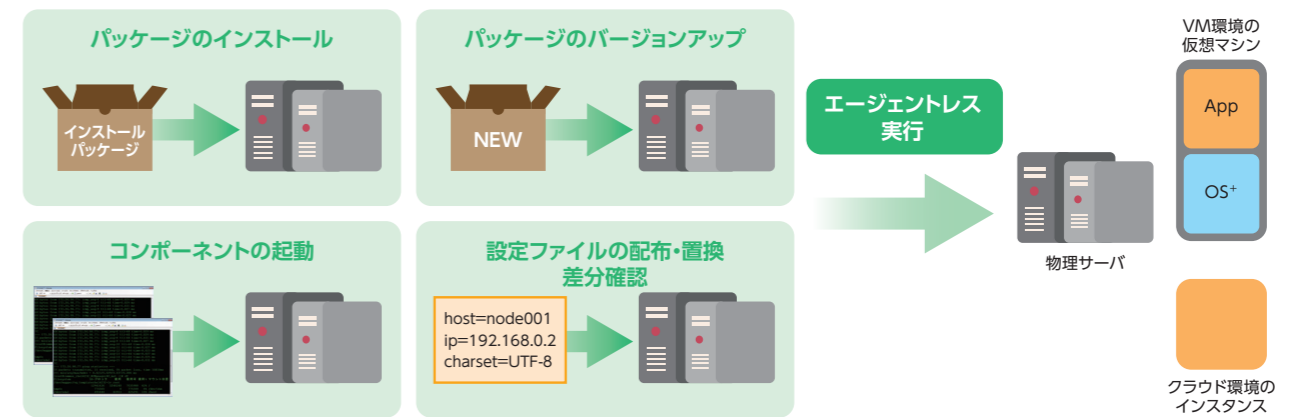 パッケージのインストール
インストール
パッケージ
パッケージのバージョンアップ
NEW
コンポーネントの起動
設定ファイルの配布・置換
差分確認
host=node001
ip=192.168.0.2
charset=UTF-8
エージェントレス
実行
物理サーバ
VM環境の
仮想マシン
App
OS+
クラウド環境の
インスタンス